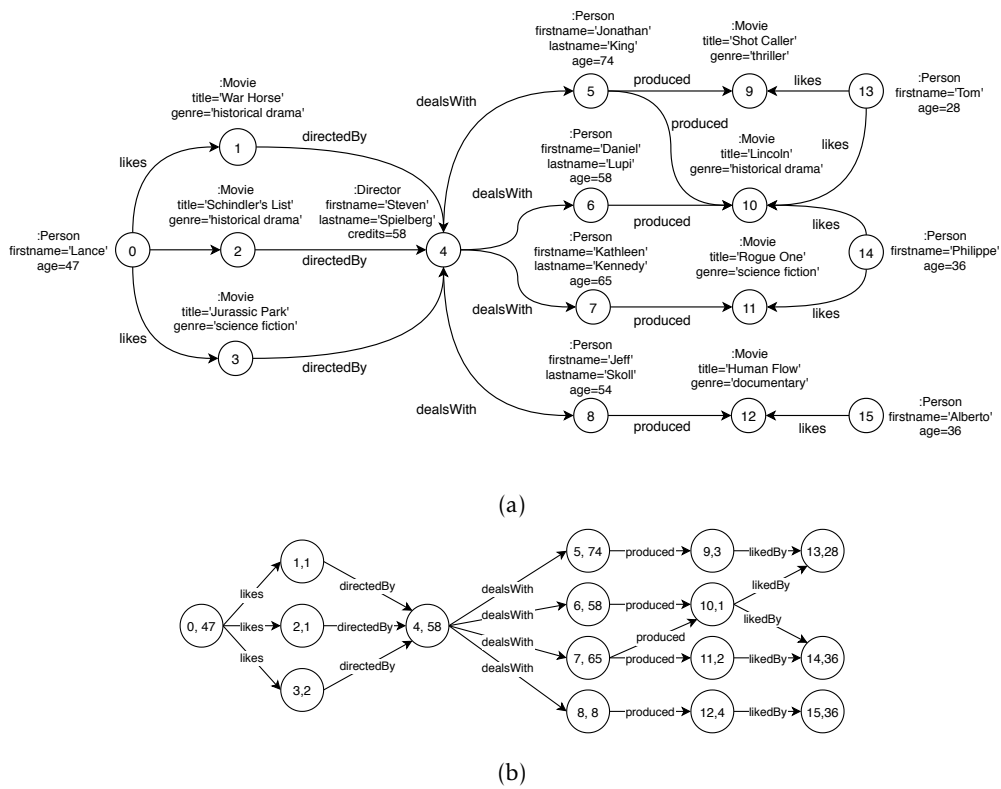 :Person
firstname='Jonathan'
lastname='King'
age=74
:Movie
title='Shot Caller'
genre='thriller'
:Movie
title='War Horse'
genre='historical drama'
dealsWith
5
produced
9
likes
13
:Person
firstname='Tom'
age=28
likes
1
directedBy
produced
:Person
firstname='Daniel'
lastname='Lupi'
age=58
:Movie
title='Lincoln'
genre='historical drama'
likes
:Movie
title='Schindler's List'
genre='historical drama'
:Director
firstname='Steven'
lastname='Spielberg'
credits=58
dealsWith
6
produced
10
likes
:Person
firstname='Lance'
age=47
0
likes
2
directedBy
4
:Person
firstname='Kathleen'
lastname='Kennedy'
age=65
:Movie
title='Rogue One'
genre='science fiction'
14
:Person
firstname='Philippe'
age=36
:Movie
title='Jurassic Park'
genre='science fiction'
dealsWith
7
produced
11
likes
likes
3
directedBy
:Person
firstname='Jeff'
lastname='Skoll'
age=54
:Movie
title='Human Flow'
genre='documentary'
dealsWith
8
produced
12
likes
15
:Person
firstname='Alberto'
age=36
(a)
5, 74
produced
9,3
likedBy
13,28
1,1
likes
directedBy
dealsWith
likedBy
0, 47
likes
2,1
directedBy
4, 58
dealsWith
6, 58
produced
10,1
likedBy
produced
likes
directedBy
dealsWith
7, 65
produced
11,2
likedBy
14,36
3,2
dealsWith
8, 8
produced
12,4
likedBy
15,36
(b)